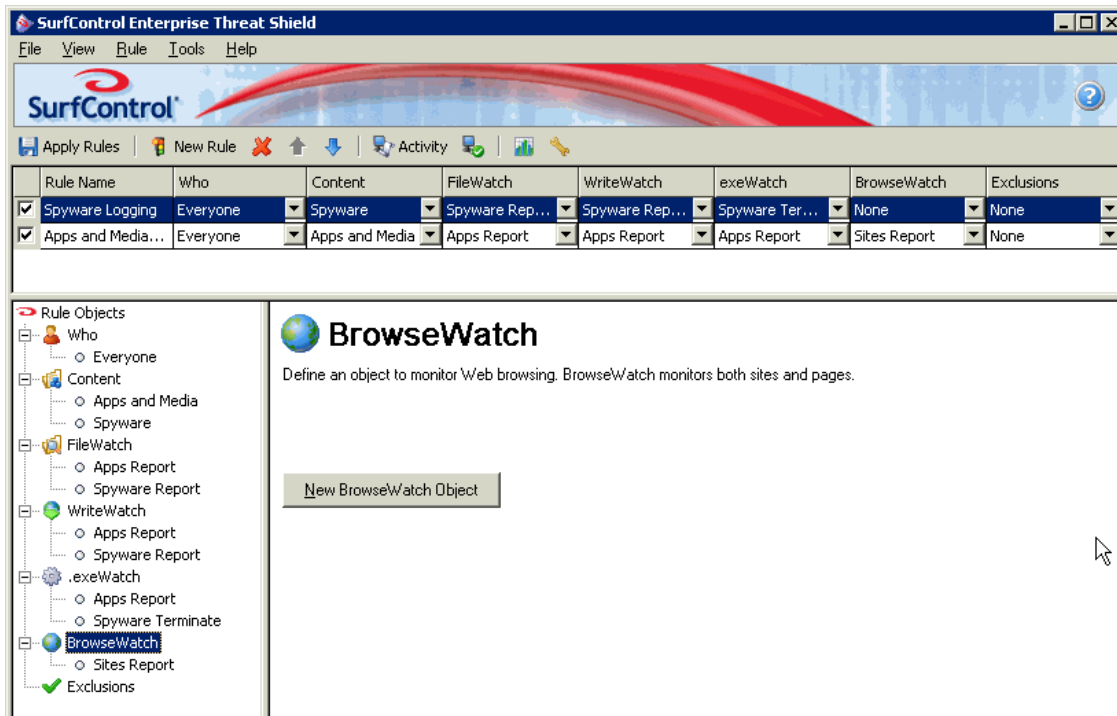 SurfControl Enterprise Threat Shield
File View Rule Tools Help
SurfControl
Apply Rules New Rule Activity
Rule Name Who Content FileWatch WriteWatch exeWatch BrowseWatch Exclusions
Spyware Logging Everyone Spyware Spyware Rep... Spyware Rep... Spyware Ter... None None
Apps and Media... Everyone Apps and Media Apps Report Apps Report Apps Report Sites Report None
Rule Objects
Who
Everyone
Content
Apps and Media
Spyware
FileWatch
Apps Report
Spyware Report
WriteWatch
Apps Report
Spyware Report
.exeWatch
Apps Report
Spyware Terminate
BrowseWatch
Sites Report
Exclusions
BrowseWatch
Define an object to monitor Web browsing. BrowseWatch monitors both sites and pages.
New BrowseWatch Object